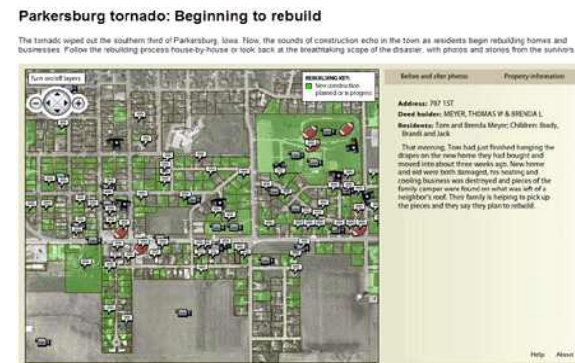 Parkersburg tornado: Beginning to rebuild
The tornado wiped out the southern third of Parkersburg, Iowa. Now, the sounds of construction echo in the town as residents begin rebuilding homes and
businesses. Follow the rebuilding process house-by-house or look back at the breathtaking scope of the disaster, with photos and stories from the survivors
Turn on/off layers
REBUILDING KEY:
New construction
planned or in progress
Before and after photos
Property information
Address: 707 1ST
Deed holder: MEYER, THOMAS W & BRENDA L
Residents: Tom and Brenda Meyer; Children: Brady,
Brandi and Jack
That morning, Tom had just finished hanging the
drapes on the new home they had bought and
moved into about three weeks ago. New home
and old were both damaged, his heating and
cooling business was destroyed and pieces of the
family camper were found on what was left of a
neighbor's roof. Their family is helping to pick up
the pieces and they say they plan to rebuild.
Help
About